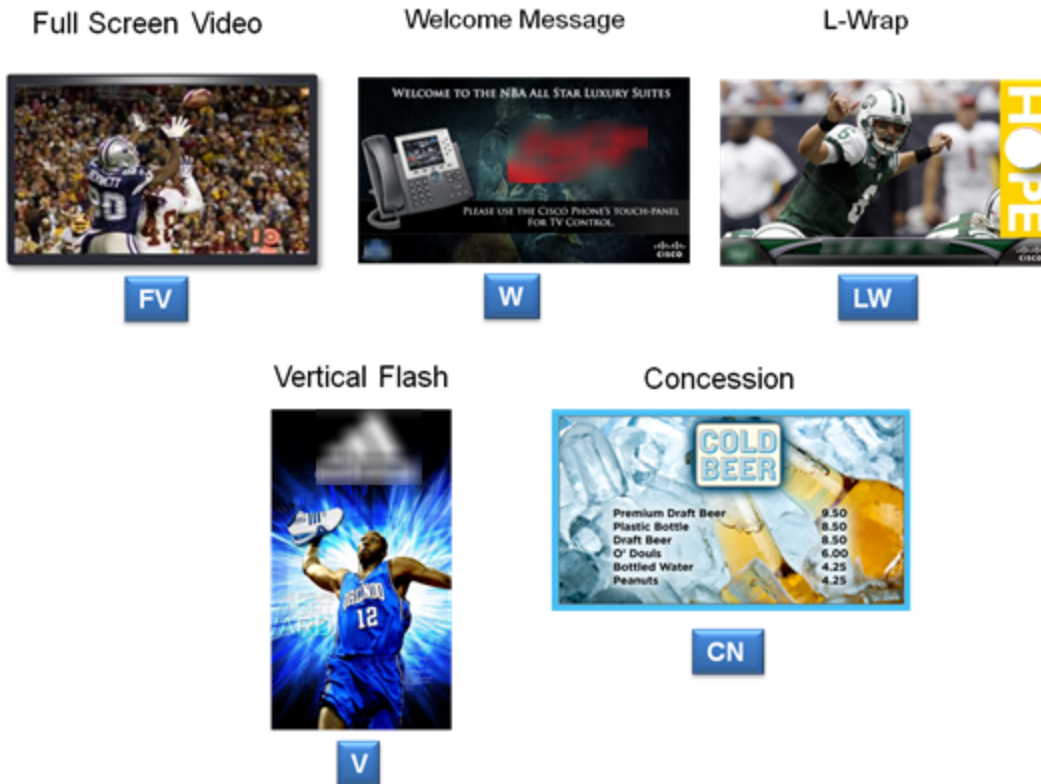 Full Screen Video
Welcome Message
L-Wrap
WELCOME TO THE NBA ALL STAR LUXURY SUITES
PLEASE USE THE CISCO PHONE'S TOUCH-PANEL
FOR TV CONTROL.
CISCO
HOPE
CISCO
FV
W
LW
Vertical Flash
Concession
ORLANDO
12
COLD
BEER
Premium Draft Beer 9.50
Plastic Bottle 8.50
Draft Beer 8.50
O' Douls 6.00
Bottled Water 4.25
Peanuts 4.25
CN
V